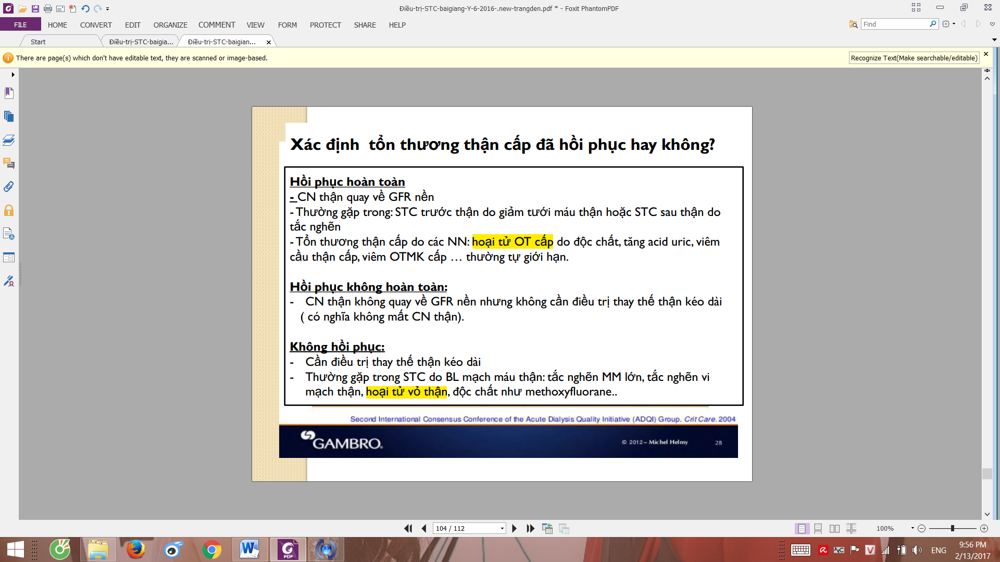 Điều-trị-STC-baigiang-Y-6-2016-.new-trangden.pdf * - Foxit PhantomPDF
FILE HOME CONVERT EDIT ORGANIZE COMMENT VIEW FORM PROTECT SHARE HELP
Find
Start Điều-trị-STC-baigia... Điều-trị-STC-baigian...
There are page(s) which don't have editable text, they are scanned or image-based.
Recognize Text(Make searchable/editable)
Xác định tổn thương thận cấp đã hồi phục hay không?
Hồi phục hoàn toàn
- CN thận quay về GFR nền
- Thường gặp trong: STC trước thận do giảm tưới máu thận hoặc STC sau thận do
tắc nghẽn
- Tổn thương thận cấp do các NN: hoại tử OT cấp do độc chất, tăng acid uric, viêm
cầu thận cấp, viêm OTMK cấp … thường tự giới hạn.
Hồi phục không hoàn toàn:
- CN thận không quay về GFR nền nhưng không cần điều trị thay thế thận kéo dài
( có nghĩa không mất CN thận).
Không hồi phục:
- Cần điều trị thay thế thận kéo dài
- Thường gặp trong STC do BL mạch máu thận: tắc nghẽn MM lớn, tắc nghẽn vi
mạch thận, hoại tử vỏ thận, độc chất như methoxyfluorane..
Second International Consensus Conference of the Acute Dialysis Quality Initiative (ADQI) Group. Crit Care. 2004
GAMBRO.
© 2012 – Michel Helmy 28
104 / 112
100%
PDF
ENG
9:56 PM
2/13/2017